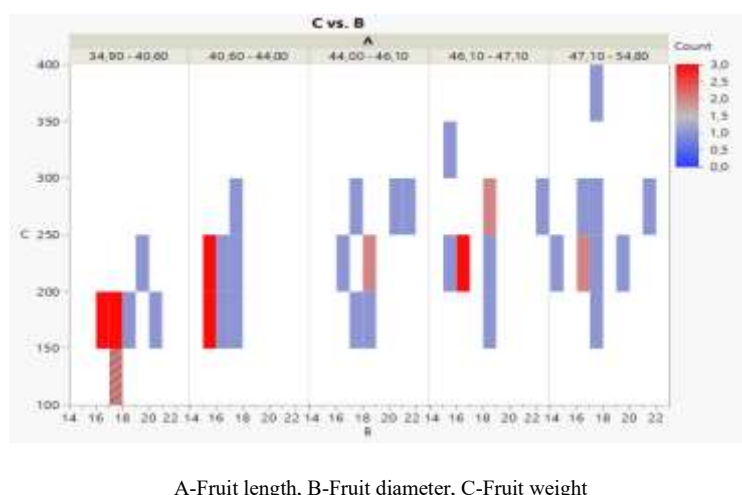 C vs. B
A
34,90 - 40,60 40,60 - 44,00 44,00 - 46,10 46,10 - 47,10 47,10 - 54,80
Count
400 3,0
350 2,5
300 2,0
C 250 1,5
200 1,0
150 0,5
100 0,0
14 16 18 20 22 14 16 18 20 22 14 16 18 20 22 14 16 18 20 22 14 16 18 20 22
B
A-Fruit length, B-Fruit diameter, C-Fruit weight